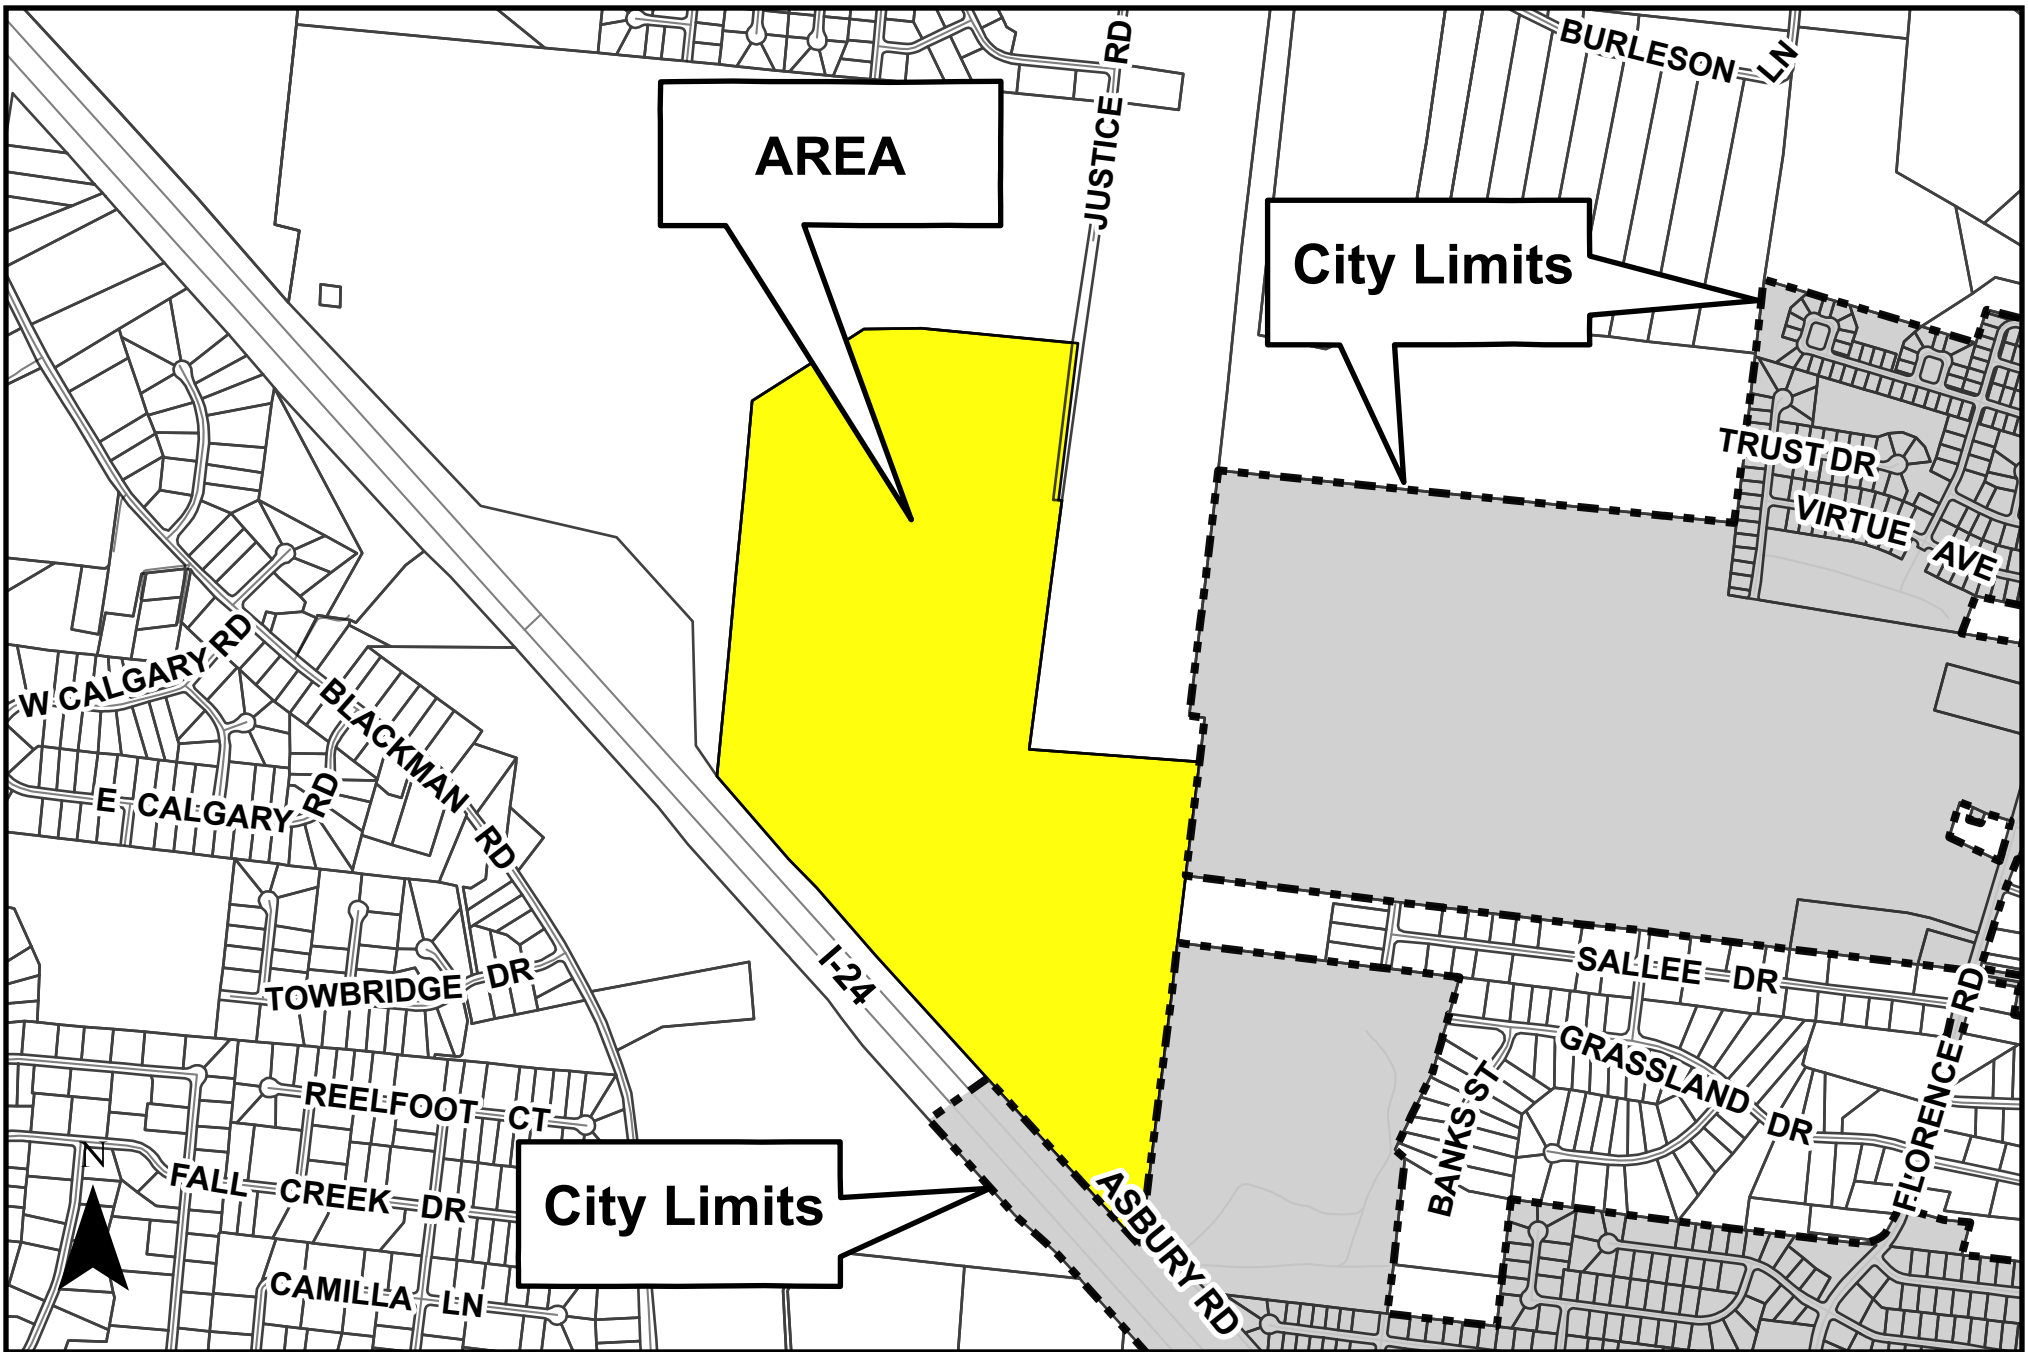 BURLESON LN
JUSTICE RD
AREA
City Limits
TRUST DR
VIRTUE AVE
W CALGARY RD
BLACKMAN RD
E CALGARY RD
I-24
TOWBRIDGE DR
SALLEE DR
GRASSLAND DR
FLORENCE RD
BANKS ST
REELFOOT CT
N
FALL CREEK DR
City Limits
ASBURY RD
CAMILLA LN